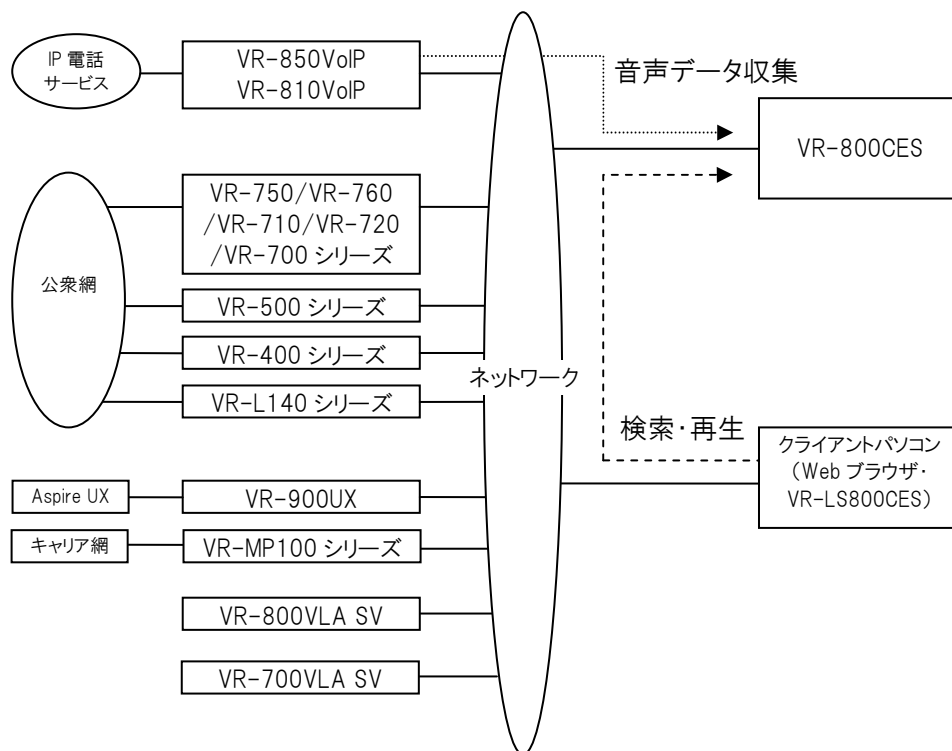 IP 電話
サービス
VR-850VoIP
VR-810VoIP
音声データ収集
VR-800CES
公衆網
VR-750/VR-760
/VR-710/VR-720
/VR-700 シリーズ
VR-500 シリーズ
VR-400 シリーズ
VR-L140 シリーズ
ネットワーク
検索・再生
クライアントパソコン
(Web ブラウザ・
VR-LS800CES)
Aspire UX
VR-900UX
キャリア網
VR-MP100 シリーズ
VR-800VLA SV
VR-700VLA SV